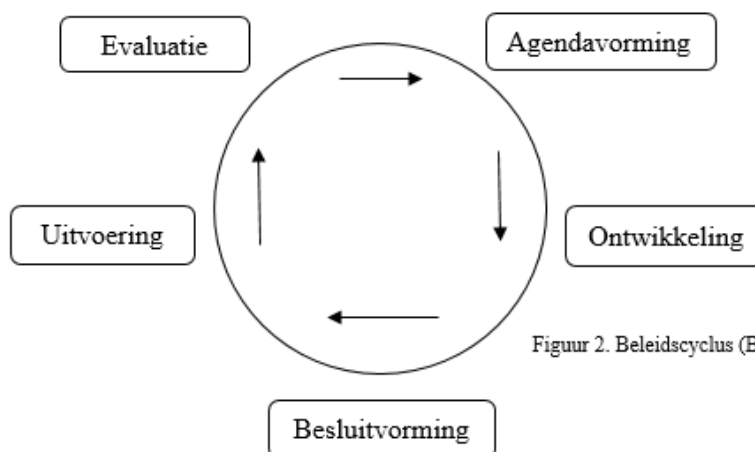 Evaluatie
Agendavorming
Uitvoering
Ontwikkeling
Figuur 2. Beleidscyclus (
Besluitvorming